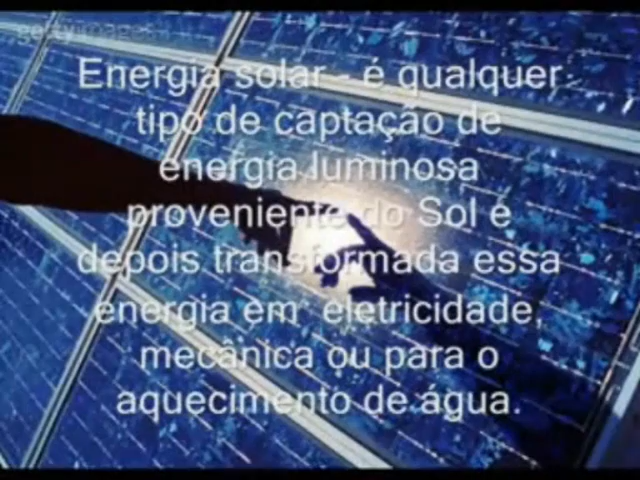 gettyimages
Energia solar - é qualquer
tipo de captação de
energia luminosa
proveniente do Sol é
depois transformada essa
energia em eletricidade,
mecânica ou para o
aquecimento de água.